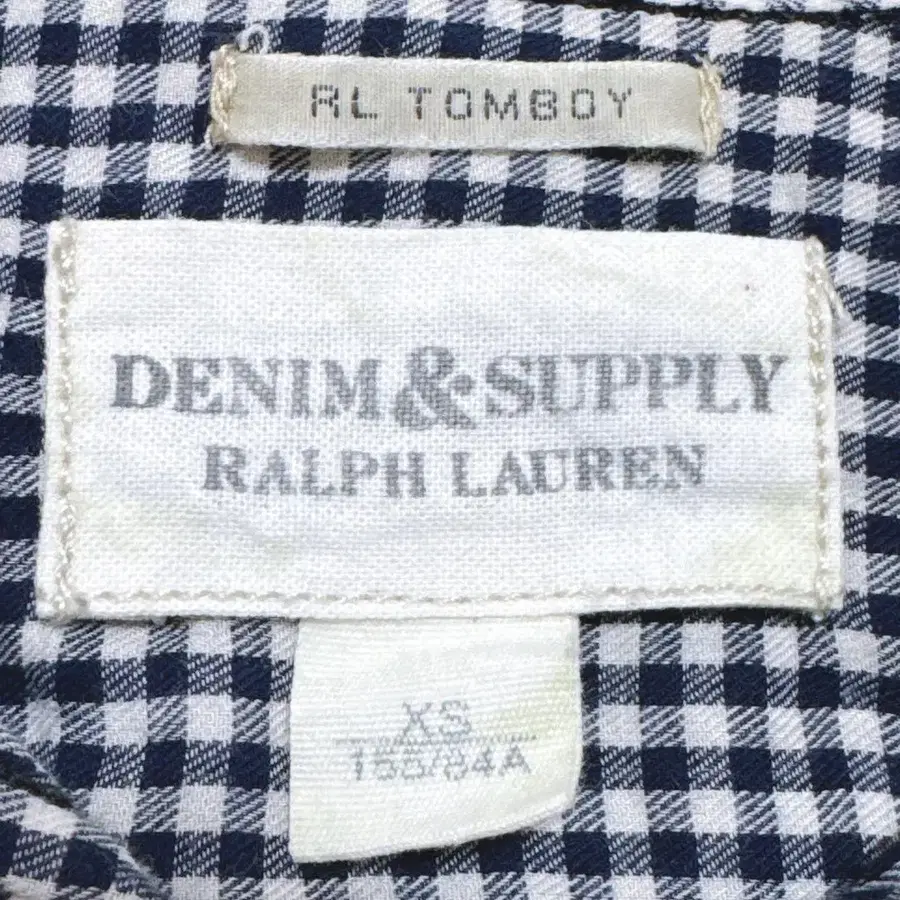 RL TOMBOY
DENIM&SUPPLY
RALPH LAUREN
XS
155/84A